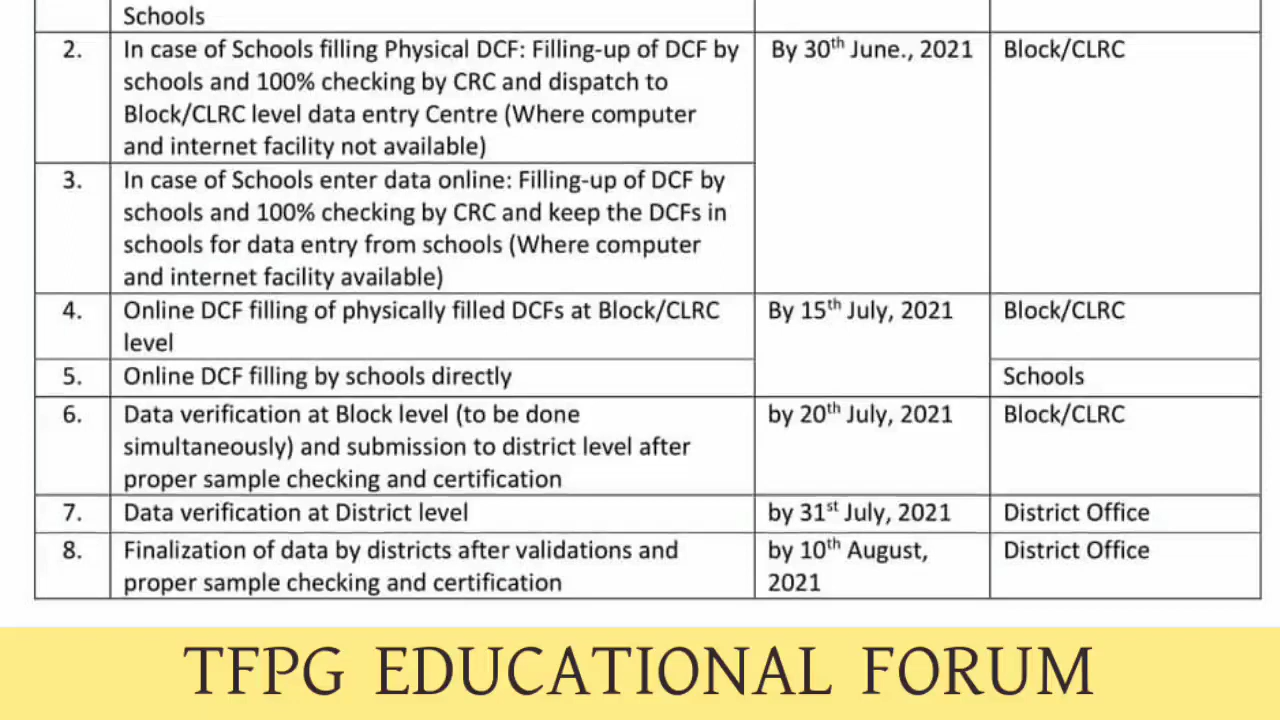 Schools
2. In case of Schools filling Physical DCF: Filling-up of DCF by By 30th June., 2021 Block/CLRC
schools and 100% checking by CRC and dispatch to
Block/CLRC level data entry Centre (Where computer
and internet facility not available)
3. In case of Schools enter data online: Filling-up of DCF by
schools and 100% checking by CRC and keep the DCFs in
schools for data entry from schools (Where computer
and internet facility available)
4. Online DCF filling of physically filled DCFs at Block/CLRC By 15th July, 2021 Block/CLRC
level
5. Online DCF filling by schools directly Schools
6. Data verification at Block level (to be done by 20th July, 2021 Block/CLRC
simultaneously) and submission to district level after
proper sample checking and certification
7. Data verification at District level by 31st July, 2021 District Office
8. Finalization of data by districts after validations and by 10th August, District Office
proper sample checking and certification 2021
TFPG EDUCATIONAL FORUM